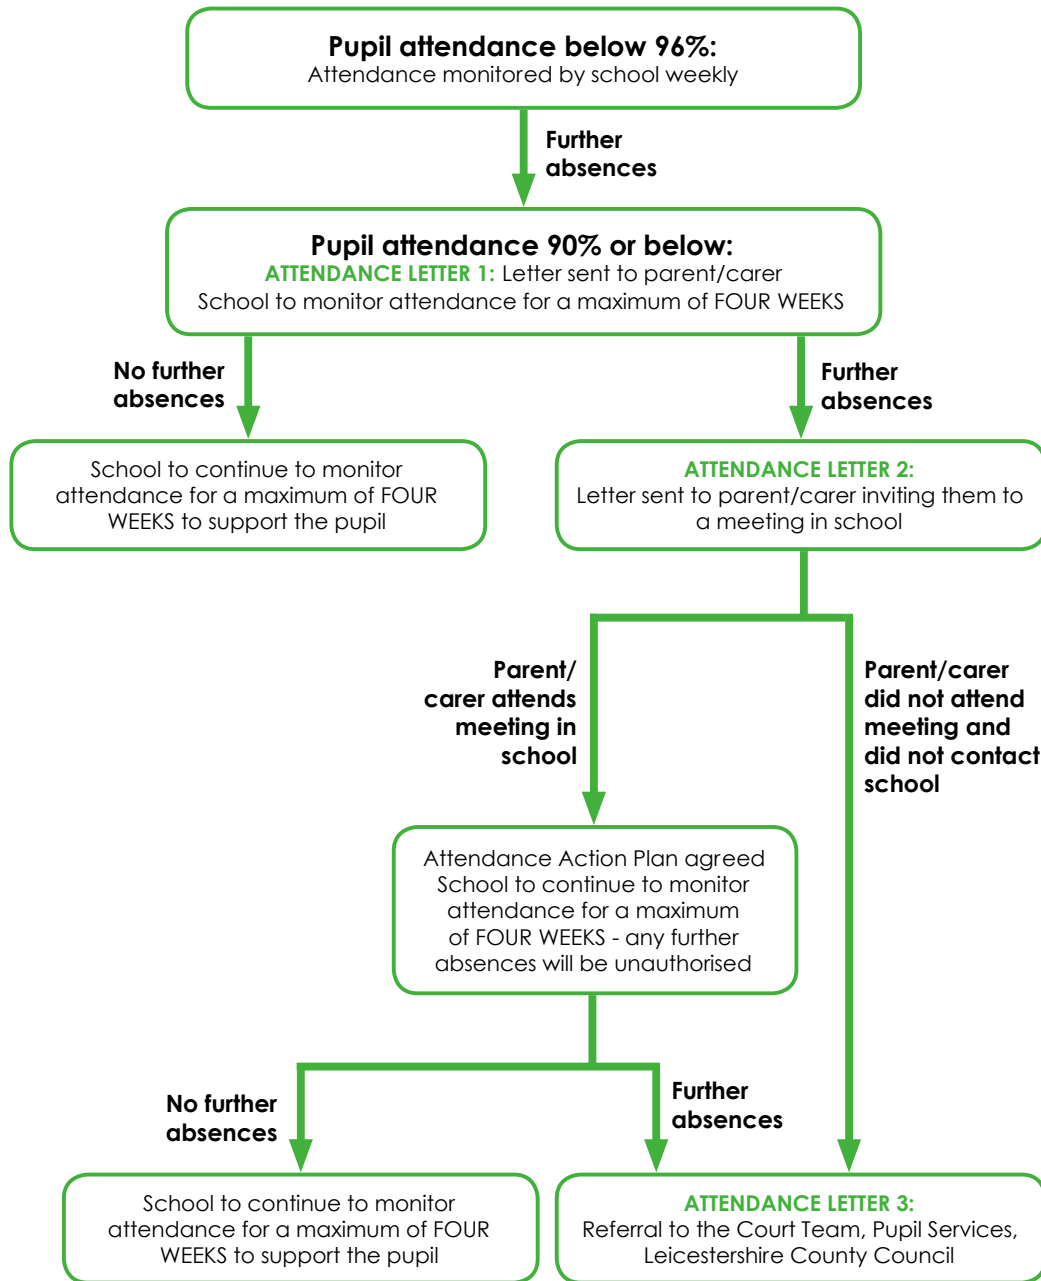 Pupil attendance below 96%:
Attendance monitored by school weekly
Further
absences
Pupil attendance 90% or below:
ATTENDANCE LETTER 1: Letter sent to parent/carer
School to monitor attendance for a maximum of FOUR WEEKS
No further
absences
Further
absences
School to continue to monitor
attendance for a maximum of FOUR
WEEKS to support the pupil
ATTENDANCE LETTER 2:
Letter sent to parent/carer inviting them to
a meeting in school
Parent/
carer attends
meeting in
school
Parent/carer
did not attend
meeting and
did not contact
school
Attendance Action Plan agreed
School to continue to monitor
attendance for a maximum
of FOUR WEEKS - any further
absences will be unauthorised
No further
absences
Further
absences
School to continue to monitor
attendance for a maximum of FOUR
WEEKS to support the pupil
ATTENDANCE LETTER 3:
Referral to the Court Team, Pupil Services,
Leicestershire County Council